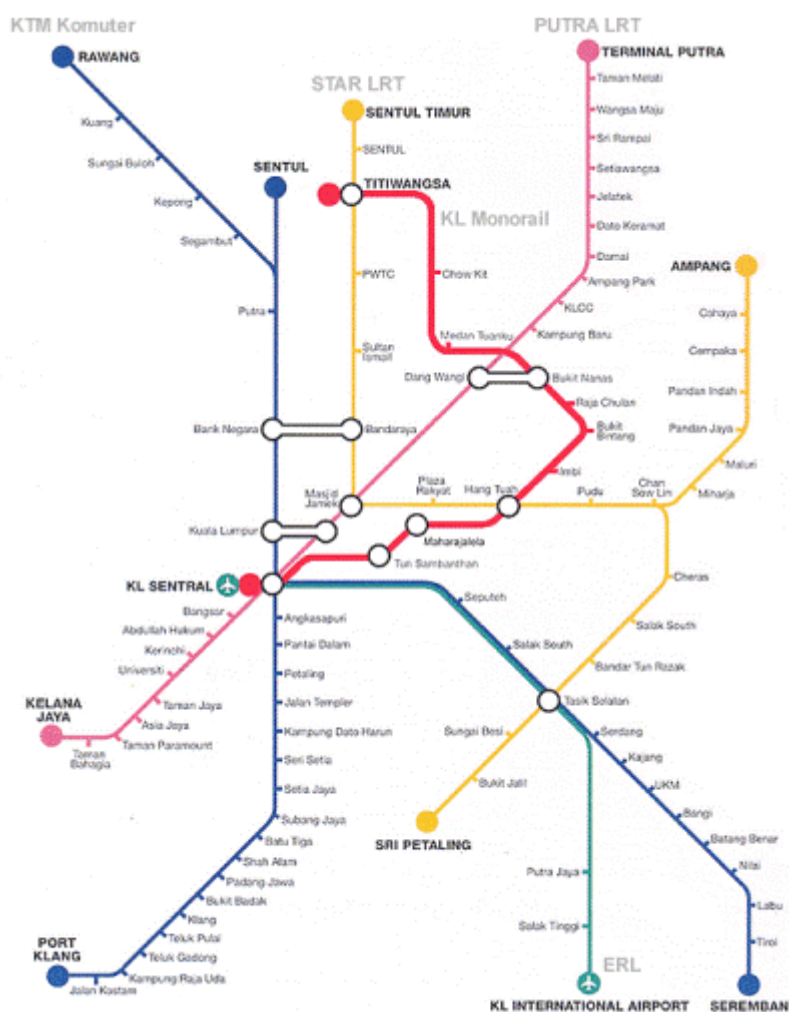 KTM Komuter
PUTRA LRT
RAWANG
TERMINAL PUTRA
Taman Melati
STAR LRT
Wangsa Maju
SENTUL TIMUR
Kuang
Sri Rampai
SENTUL
Sungai Buloh
SENTUL
Setiawangsa
TITIWANGSA
Jelatek
Kepong
KL Monorail
Dato Keramat
Segambut
Damai
AMPANG
PWTC
Chow Kit
Ampang Park
Putra
KLCC
Cahaya
Medan Tuanku
Kampung Baru
Sultan
Ismail
Cempaka
Dang Wangi
Bukit Nanas
Pandan Indah
Raja Chulan
Bank Negara
Bandaraya
Bukit
Bintang
Pandan Jaya
Imbi
Maluri
Masjid
Jamek
Plaza
Rakyat
Hang Tuah
Pudu
Chan
Sow Lin
Miharja
Kuala Lumpur
Maharajalela
Tun Sambanthan
KL SENTRAL
Cheras
Seputeh
Bangsar
Angkasapuri
Salak South
Abdullah Hukum
Pantai Dalam
Salak South
Kerinchi
Universiti
Petaling
Bandar Tun Razak
KELANA
JAYA
Taman Jaya
Jalan Templer
Tasik Selatan
Asia Jaya
Kampung Dato Harun
Sungai Besi
Serdang
Taman Paramount
Taman
Bahagia
Seri Setia
Kajang
Setia Jaya
Bukit Jalil
UKM
Subang Jaya
Bangi
Batu Tiga
SRI PETALING
Batang Benar
Shah Alam
Nilai
Padang Jawa
Putra Jaya
Bukit Badak
Labu
Klang
Salak Tinggi
Teluk Pulai
Tiroi
PORT
KLANG
Teluk Gadong
ERL
Kampung Raja Uda
Jalan Kastam
KL INTERNATIONAL AIRPORT
SEREMBAN